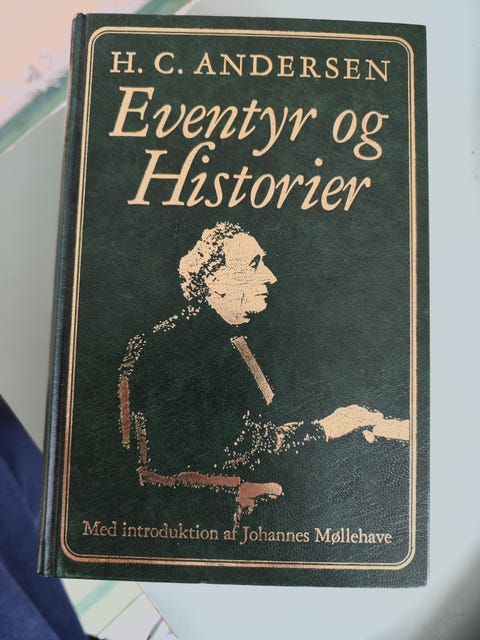 H. C. ANDERSEN
Eventyr og
Historier
Med introduktion af Johannes Møllehave